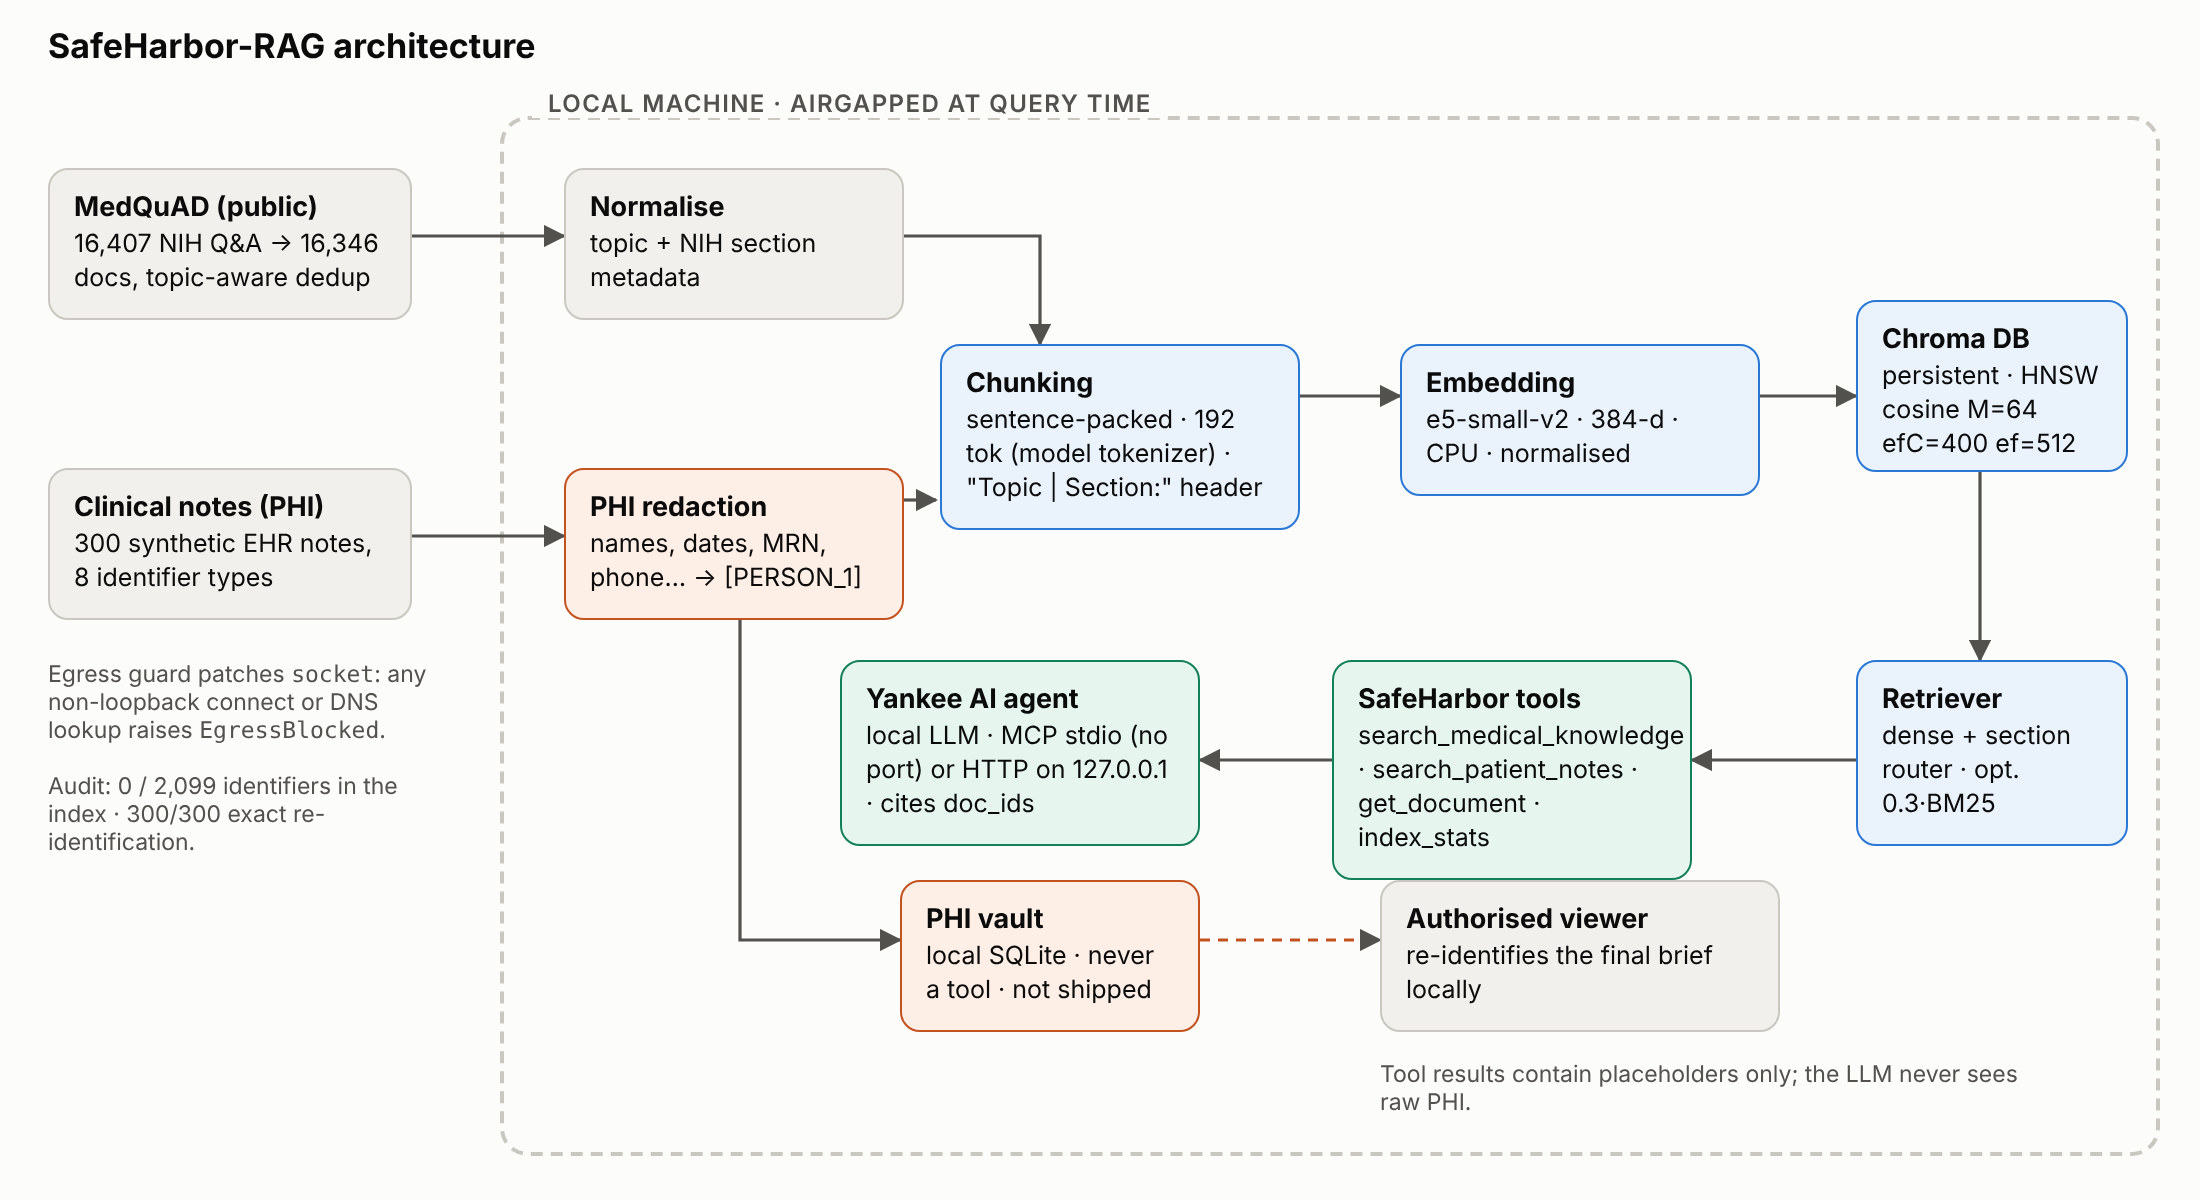 SafeHarbor-RAG architecture
LOCAL MACHINE · AIRGAPPED AT QUERY TIME
MedQuAD (public)
16,407 NIH Q&A → 16,346
docs, topic-aware dedup
Normalise
topic + NIH section
metadata
Chunking
sentence-packed · 192
tok (model tokenizer) ·
"Topic | Section:" header
Embedding
e5-small-v2 · 384-d ·
CPU · normalised
Chroma DB
persistent · HNSW
cosine M=64
efC=400 ef=512
Clinical notes (PHI)
300 synthetic EHR notes,
8 identifier types
PHI redaction
names, dates, MRN,
phone... → [PERSON_1]
Egress guard patches socket: any
non-loopback connect or DNS
lookup raises EgressBlocked.
Audit: 0 / 2,099 identifiers in the
index · 300/300 exact re-
identification.
Yankee AI agent
local LLM · MCP stdio (no
port) or HTTP on 127.0.0.1
· cites doc_ids
SafeHarbor tools
search_medical_knowledge
· search_patient_notes ·
get_document ·
index_stats
Retriever
dense + section
router · opt.
0.3·BM25
PHI vault
local SQLite · never
a tool · not shipped
Authorised viewer
re-identifies the final brief
locally
Tool results contain placeholders only; the LLM never sees
raw PHI.